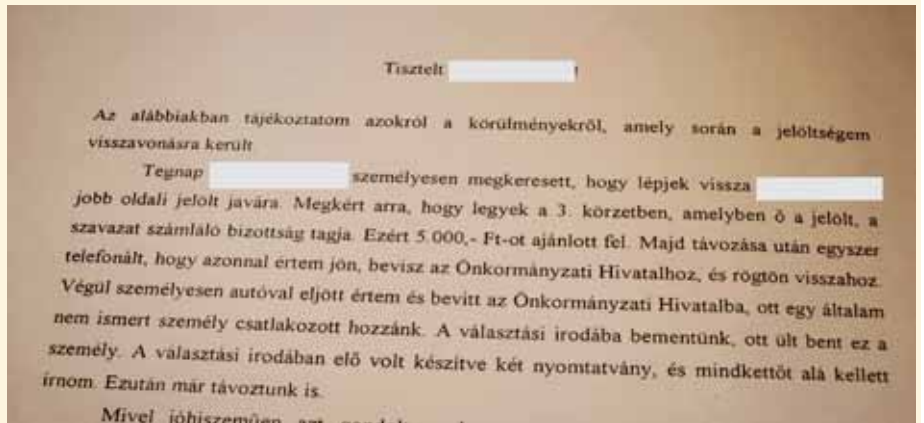 Tisztelt
Az alábbiakban tájékoztatom azokról a körülményekről, amely során a jelöltségem
visszavonásra került
Tegnap személyesen megkeresett, hogy lépjek vissza
jobb oldali jelölt javára. Megkért arra, hogy legyek a 3. körzetben, amelyben ő a jelölt, a
szavazat számláló bizottság tagja. Ezért 5.000,- Ft-ot ajánlott fel. Majd távozása után egyszer
telefonált, hogy azonnal értem jön, bevisz az Önkormányzati Hivatalhoz, és rögtön visszahoz.
Végül személyesen autóval eljött értem és bevitt az Önkormányzati Hivatalba, ott egy általam
nem ismert személy csatlakozott hozzánk. A választási irodába bementünk, ott ült bent ez a
személy. A választási irodában elő volt készítve két nyomtatvány, és mindkettőt alá kellett
írnom. Ezután már távoztunk is.
Mivel jóhiszeműen azt